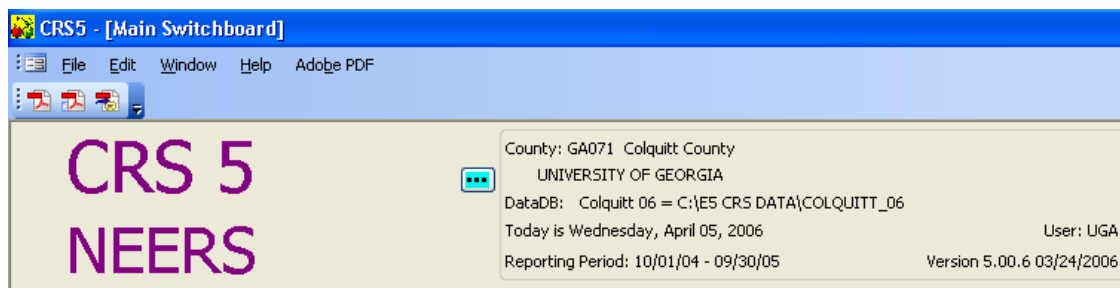 CRS5 - [Main Switchboard]
File Edit Window Help Adobe PDF
CRS 5
NEERS
County: GA071 Colquitt County
UNIVERSITY OF GEORGIA
DataDB: Colquitt 06 = C:\E5 CRS DATA\COLQUITT_06
Today is Wednesday, April 05, 2006 User: UGA
Reporting Period: 10/01/04 - 09/30/05 Version 5.00.6 03/24/2006